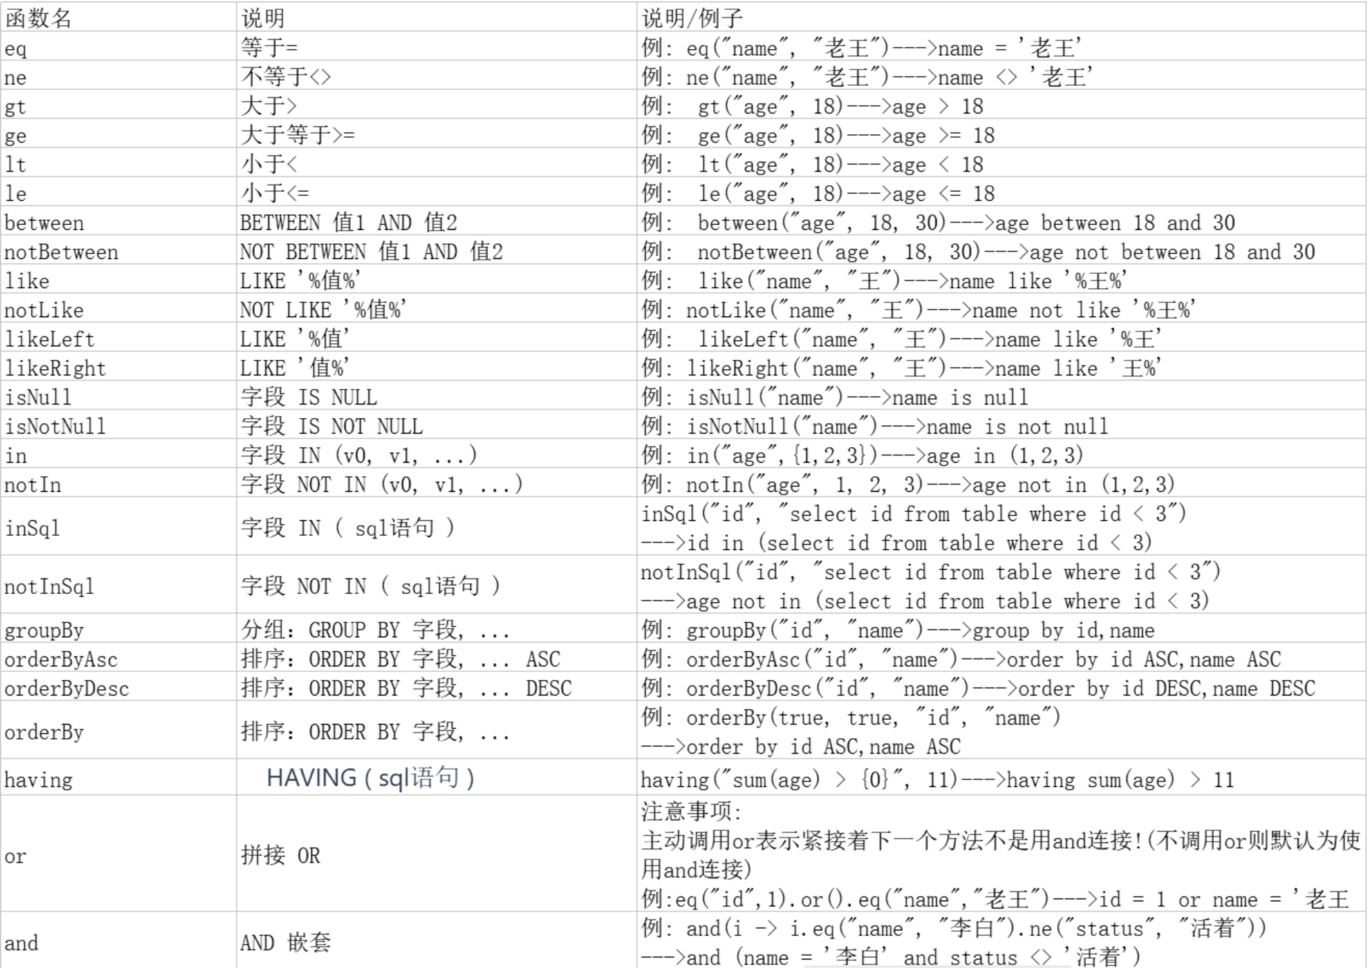 函数名 说明 说明/例子
eq 等于= 例: eq("name", "老王")--->name = '老王'
ne 不等于<> 例: ne("name", "老王")--->name <> '老王'
gt 大于> 例: gt("age", 18)--->age > 18
ge 大于等于>= 例: ge("age", 18)--->age >= 18
lt 小于< 例: lt("age", 18)--->age < 18
le 小于<= 例: le("age", 18)--->age <= 18
between BETWEEN 值1 AND 值2 例: between("age", 18, 30)--->age between 18 and 30
notBetween NOT BETWEEN 值1 AND 值2 例: notBetween("age", 18, 30)--->age not between 18 and 30
like LIKE '%值%' 例: like("name", "王")--->name like '%王%'
notLike NOT LIKE '%值%' 例: notLike("name", "王")--->name not like '%王%'
likeLeft LIKE '%值' 例: likeLeft("name", "王")--->name like '%王'
likeRight LIKE '值%' 例: likeRight("name", "王")--->name like '王%'
isNull 字段 IS NULL 例: isNull("name")--->name is null
isNotNull 字段 IS NOT NULL 例: isNotNull("name")--->name is not null
in 字段 IN (v0, v1, ...) 例: in("age",{1,2,3})--->age in (1,2,3)
notIn 字段 NOT IN (v0, v1, ...) 例: notIn("age", 1, 2, 3)--->age not in (1,2,3)
inSql 字段 IN ( sql语句 ) inSql("id", "select id from table where id < 3")
--->id in (select id from table where id < 3)
notInSql 字段 NOT IN ( sql语句 ) notInSql("id", "select id from table where id < 3")
--->age not in (select id from table where id < 3)
groupBy 分组: GROUP BY 字段, ... 例: groupBy("id", "name")--->group by id,name
orderByAsc 排序: ORDER BY 字段, ... ASC 例: orderByAsc("id", "name")--->order by id ASC,name ASC
orderByDesc 排序: ORDER BY 字段, ... DESC 例: orderByDesc("id", "name")--->order by id DESC,name DESC
orderBy 排序: ORDER BY 字段, ... 例: orderBy(true, true, "id", "name")
--->order by id ASC,name ASC
having HAVING ( sql语句 ) having("sum(age) > {0}", 11)--->having sum(age) > 11
or 拼接 OR 注意事项:
主动调用or表示紧接着下一个方法不是用and连接!(不调用or则默认为使
用and连接)
例:eq("id",1).or().eq("name","老王")--->id = 1 or name = '老王
and AND 嵌套 例: and(i -> i.eq("name", "李白").ne("status", "活着"))
--->and (name = '李白' and status <> '活着')